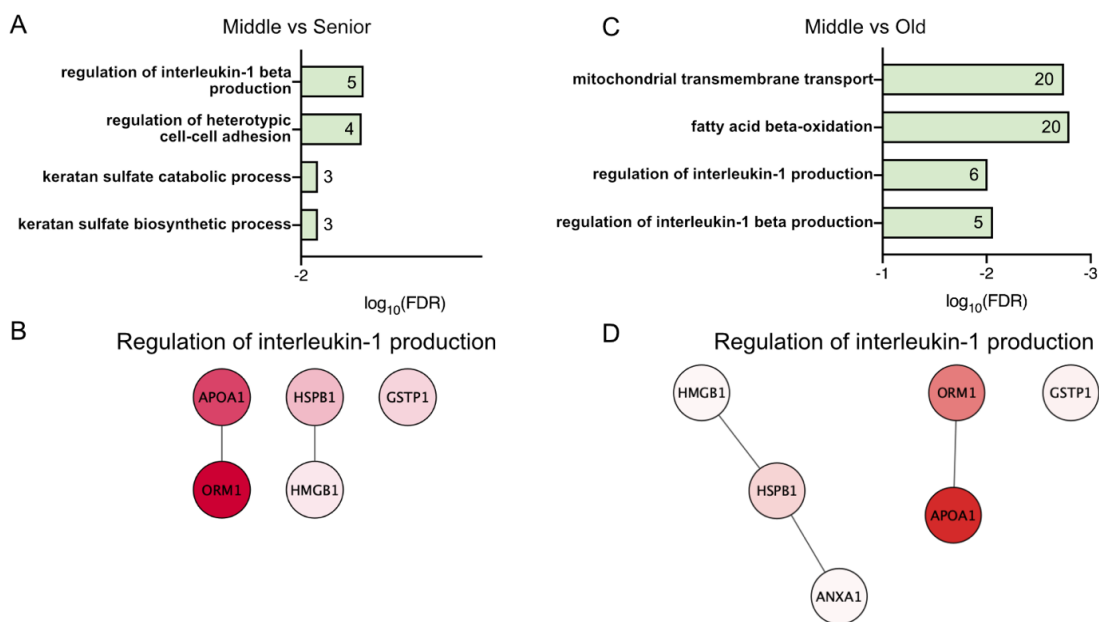 A
Middle vs Senior
regulation of interleukin-1 beta
production
5
regulation of heterotypic
cell-cell adhesion
4
keratan sulfate catabolic process
3
keratan sulfate biosynthetic process
3
-2
log10(FDR)
B
Regulation of interleukin-1 production
APOA1
HSPB1
GSTP1
ORM1
HMGB1
C
Middle vs Old
mitochondrial transmembrane transport
20
fatty acid beta-oxidation
20
regulation of interleukin-1 production
6
regulation of interleukin-1 beta production
5
-1
-2
-3
log10(FDR)
D
Regulation of interleukin-1 production
HMGB1
ORM1
GSTP1
HSPB1
APOA1
ANXA1